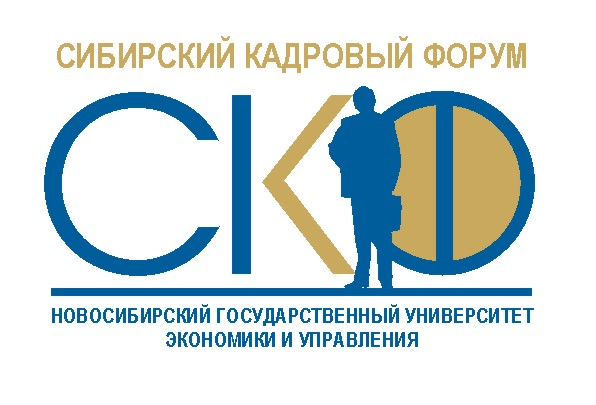 СИБИРСКИЙ КАДРОВЫЙ ФОРУМ
СКФ
НОВОСИБИРСКИЙ ГОСУДАРСТВЕННЫЙ УНИВЕРСИТЕТ
ЭКОНОМИКИ И УПРАВЛЕНИЯ